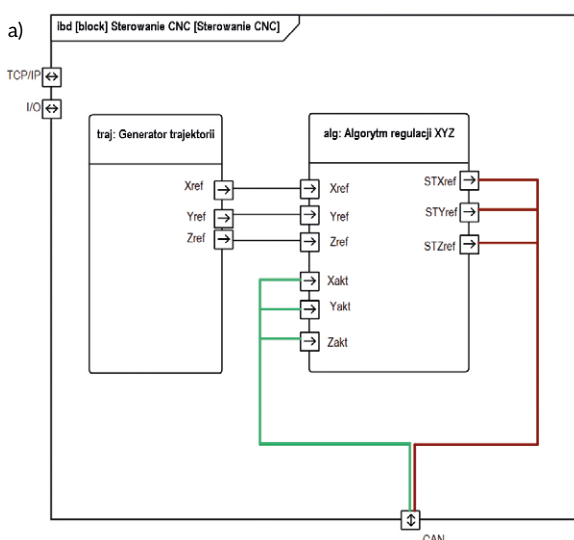 a)
ibd [block] Sterowanie CNC [Sterowanie CNC]
TCP/IP
I/O
traj: Generator trajektorii
alg: Algorytm regulacji XYZ
Xref
Yref
Zref
Xref
Yref
Zref
Xakt
Yakt
Zakt
STXref
STYref
STZref
CAN